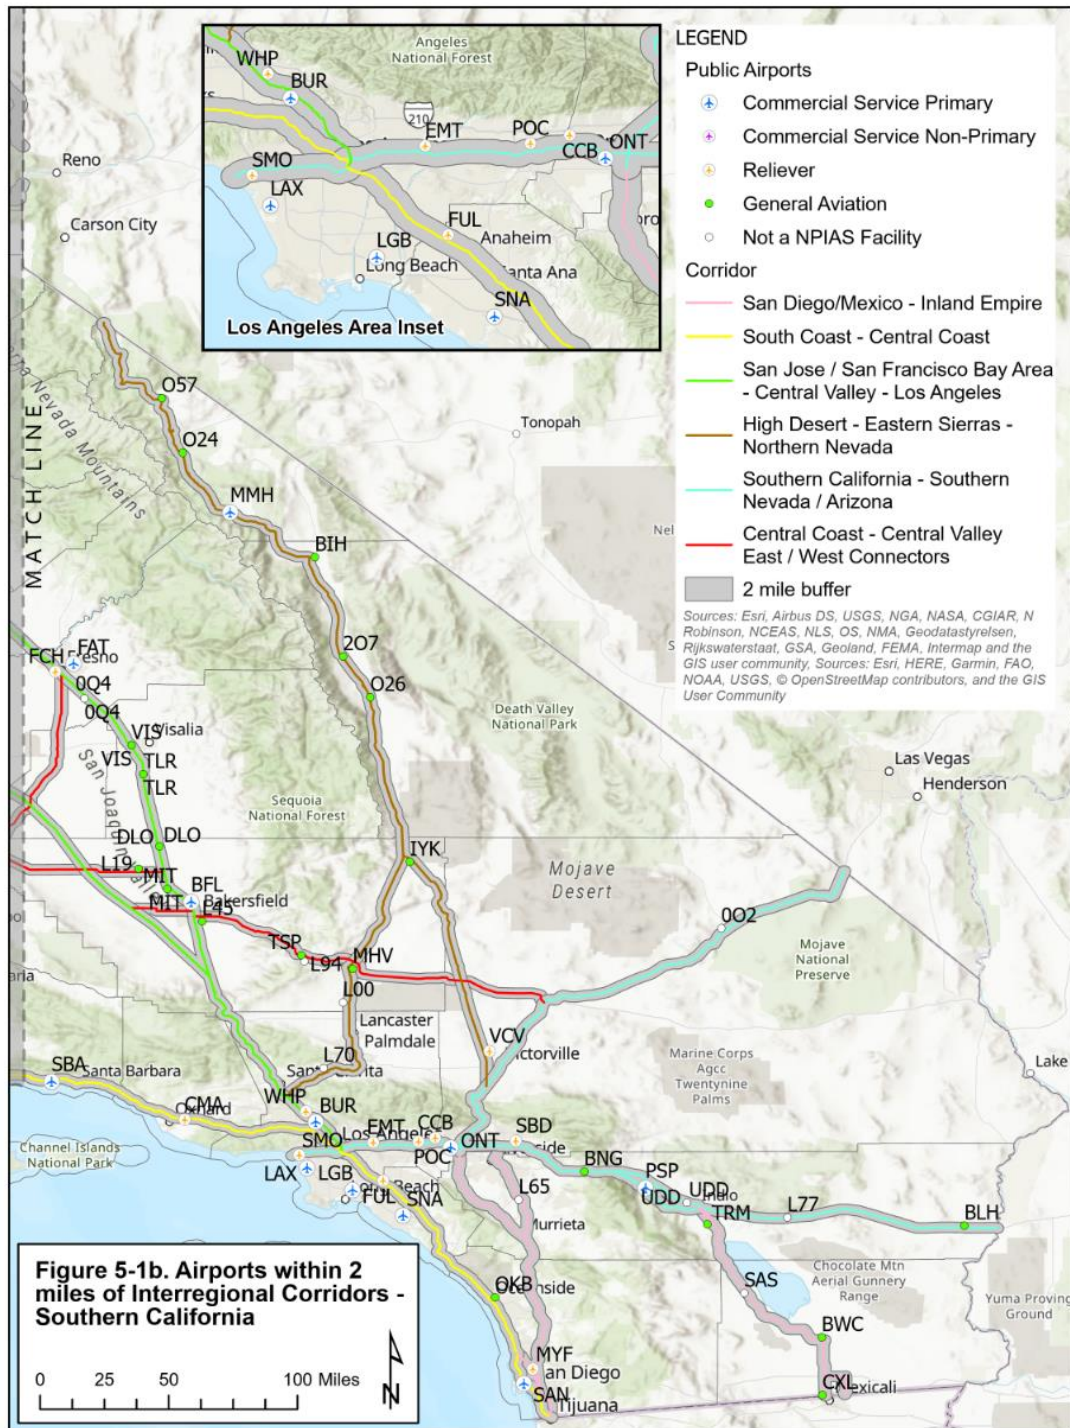 Angeles
National Forest
WHP
BUR
210
EMT
POC
CCB
ONT
SMO
LAX
FUL
Anaheim
LGB
Long Beach
Santa Ana
SNA
Los Angeles Area Inset
LEGEND
Public Airports
Commercial Service Primary
Commercial Service Non-Primary
Reliever
General Aviation
Not a NPIAS Facility
Corridor
San Diego/Mexico - Inland Empire
South Coast - Central Coast
San Jose / San Francisco Bay Area
- Central Valley - Los Angeles
High Desert - Eastern Sierras -
Northern Nevada
Southern California - Southern
Nevada / Arizona
Central Coast - Central Valley
East / West Connectors
2 mile buffer
Sources: Esri, Airbus DS, USGS, NGA, NASA, CGIAR, N
Robinson, NCEAS, NLS, OS, NMA, Geodatastyrelsen,
Rijkswaterstaat, GSA, Geoland, FEMA, Intermap and the
GIS user community, Sources: Esri, HERE, Garmin, FAO,
NOAA, USGS, © OpenStreetMap contributors, and the GIS
User Community
Reno
Carson City
MATCH LINE
Nevada Mountains
O57
O24
Tonopah
MMH
BIH
2O7
O26
Death Valley
National Park
FAT
FCH
0Q4
0Q4
VIS
Visalia
VIS
TLR
TLR
San Joaquin
Sequoia
National Forest
Las Vegas
Henderson
DLO
DLO
L19
MIT
MIT
BFL
Bakersfield
L45
IYK
Mojave
Desert
0O2
Mojave
National
Preserve
TSP
L94
MHV
L00
Lancaster
Palmdale
L70
VCV
Marine Corps
Agcc
Twentynine
Palms
Lake
SBA
Santa Barbara
CMA
WHP
BUR
Channel Islands
National Park
SMO
Los Angeles
EMT
CCB
POC
ONT
SBD
BNG
PSP
UDD
UDD
Indio
LAX
LGB
FUL
SNA
L65
Murrieta
TRM
L77
BLH
OKB
SAS
Chocolate Mtn
Aerial Gunnery
Range
Yuma Proving
Ground
BWC
MYF
San Diego
SAN
Tijuana
CXL
Mexicali
Figure 5-1b. Airports within 2
miles of Interregional Corridors -
Southern California
0 25 50 100 Miles
N